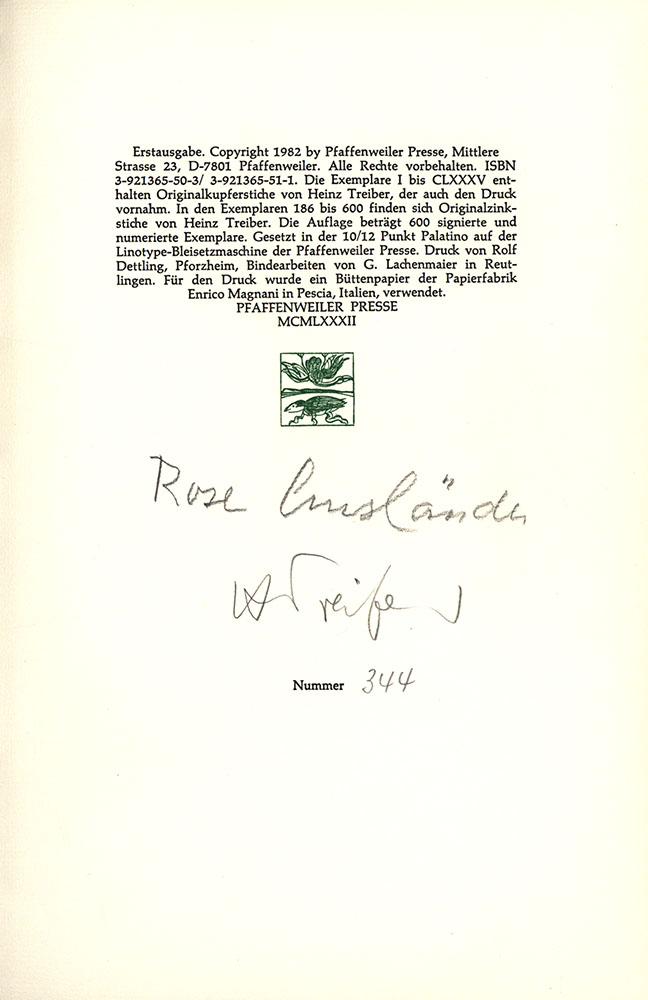 Erstausgabe. Copyright 1982 by Pfaffenweiler Presse, Mittlere
Strasse 23, D-7801 Pfaffenweiler. Alle Rechte vorbehalten. ISBN
3-921365-50-3/ 3-921365-51-1. Die Exemplare I bis CLXXXV ent-
halten Originalkupferstiche von Heinz Treiber, der auch den Druck
vornahm. In den Exemplaren 186 bis 600 finden sich Originalzink-
stiche von Heinz Treiber. Die Auflage beträgt 600 signierte und
numerierte Exemplare. Gesetzt in der 10/12 Punkt Palatino auf der
Linotype-Bleisetzmaschine der Pfaffenweiler Presse. Druck von Rolf
Dettling, Pforzheim, Bindearbeiten von G. Lachenmaier in Reut-
lingen. Für den Druck wurde ein Büttenpapier der Papierfabrik
Enrico Magnani in Pescia, Italien, verwendet.
PFAFFENWEILER PRESSE
MCMLXXXII
Rose Ausländer
H Treiber
Nummer 344